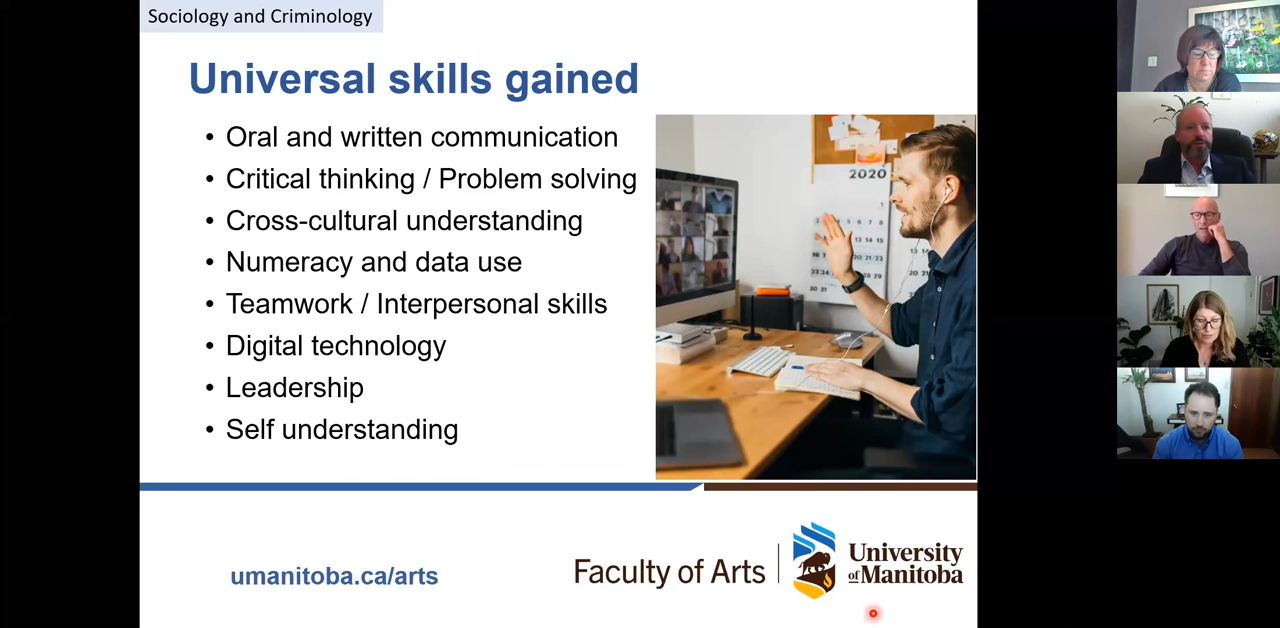 Sociology and Criminology
Universal skills gained
• Oral and written communication
• Critical thinking / Problem solving
• Cross-cultural understanding
• Numeracy and data use
• Teamwork / Interpersonal skills
• Digital technology
• Leadership
• Self understanding
2020
umanitoba.ca/arts
Faculty of Arts
University
of Manitoba